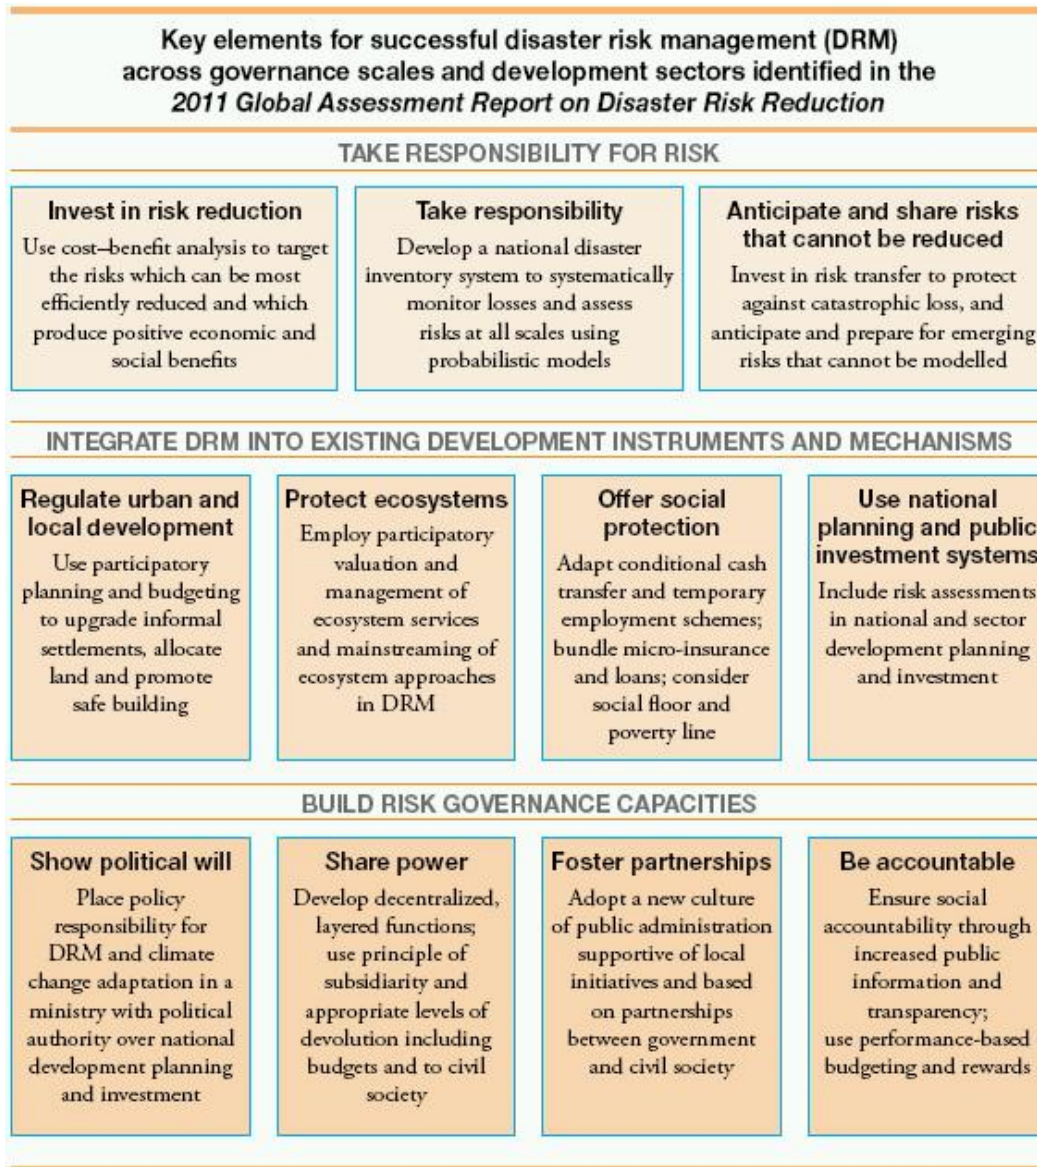 Key elements for successful disaster risk management (DRM)
across governance scales and development sectors identified in the
2011 Global Assessment Report on Disaster Risk Reduction
TAKE RESPONSIBILITY FOR RISK
Invest in risk reduction
Use cost–benefit analysis to target
the risks which can be most
efficiently reduced and which
produce positive economic and
social benefits
Take responsibility
Develop a national disaster
inventory system to systematically
monitor losses and assess
risks at all scales using
probabilistic models
Anticipate and share risks
that cannot be reduced
Invest in risk transfer to protect
against catastrophic loss, and
anticipate and prepare for emerging
risks that cannot be modelled
INTEGRATE DRM INTO EXISTING DEVELOPMENT INSTRUMENTS AND MECHANISMS
Regulate urban and
local development
Use participatory
planning and budgeting
to upgrade informal
settlements, allocate
land and promote
safe building
Protect ecosystems
Employ participatory
valuation and
management of
ecosystem services
and mainstreaming of
ecosystem approaches
in DRM
Offer social
protection
Adapt conditional cash
transfer and temporary
employment schemes;
bundle micro-insurance
and loans; consider
social floor and
poverty line
Use national
planning and public
investment systems
Include risk assessments
in national and sector
development planning
and investment
BUILD RISK GOVERNANCE CAPACITIES
Show political will
Place policy
responsibility for
DRM and climate
change adaptation in a
ministry with political
authority over national
development planning
and investment
Share power
Develop decentralized,
layered functions;
use principle of
subsidiarity and
appropriate levels of
devolution including
budgets and to civil
society
Foster partnerships
Adopt a new culture
of public administration
supportive of local
initiatives and based
on partnerships
between government
and civil society
Be accountable
Ensure social
accountability through
increased public
information and
transparency;
use performance-based
budgeting and rewards